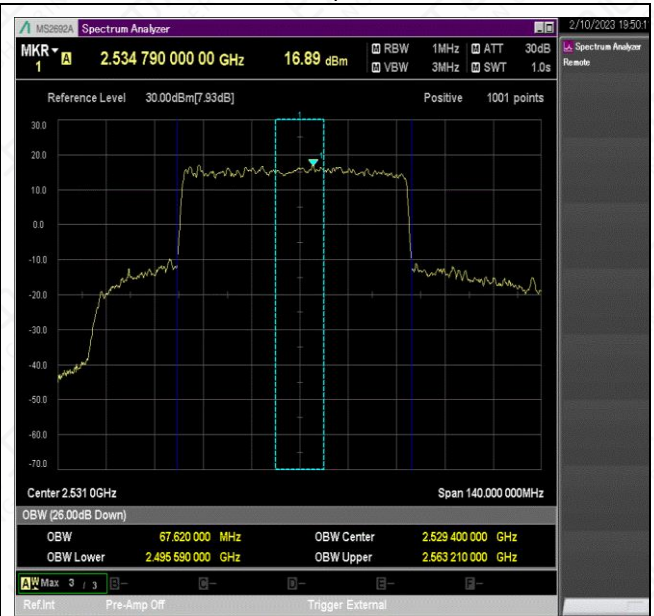 MS2692A Spectrum Analyzer
2/10/2023 19:50:1
MKR A 2.534 790 000 00 GHz 16.89 dBm M RBW 1MHz M ATT 30dB
1 M VBW 3MHz M SWT 1.0s
Spectrum Analyzer
Remote
Reference Level 30.00dBm[7.93dB] Positive 1001 points
1
30.0
20.0
10.0
0.0
-10.0
-20.0
-30.0
-40.0
-50.0
-60.0
-70.0
Center 2.531 0GHz Span 140.000 000MHz
OBW (26.00dB Down)
OBW 67.620 000 MHz OBW Center 2.529 400 000 GHz
OBW Lower 2.495 590 000 GHz OBW Upper 2.563 210 000 GHz
A W Max 3 / 3 B- C- D- E- F-
Ref.Int Pre-Amp Off Trigger External